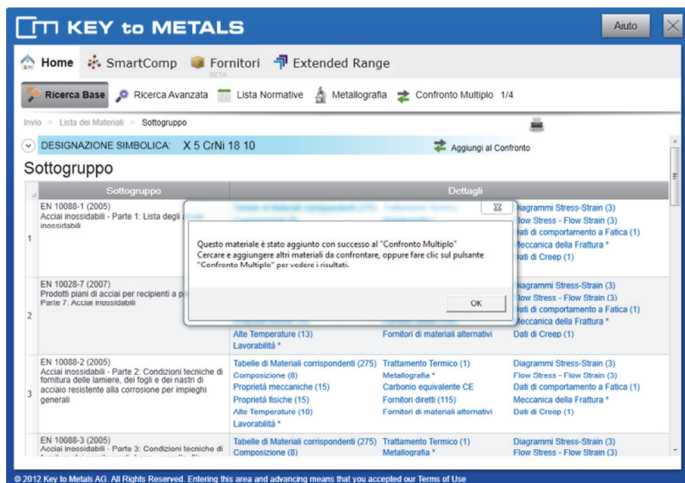 KEY to METALS
Aiuto
Home SmartComp Fornitori BETA Extended Range
Ricerca Base Ricerca Avanzata Lista Normative Metallografia Confronto Multiplo 1/4
Invio > Lista dei Materiali > Sottogruppo
DESIGNAZIONE SIMBOLICA: X 5 CrNi 18 10 Aggiungi al Confronto
Sottogruppo
Sottogruppo Dettagli
1
EN 10088-1 (2005)
Acciai inossidabili - Parte 1: Lista degli acciai
inossidabili
Diagrammi Stress-Strain (3)
Flow Stress - Flow Strain (3)
Dati di comportamento a Fatica (1)
Meccanica della Frattura *
Dati di Creep (1)
Questo materiale è stato aggiunto con successo al "Confronto Multiplo"
Cercare e aggiungere altri materiali da confrontare, oppure fare clic sul pulsante
"Confronto Multiplo" per vedere i risultati.
OK
2
EN 10028-7 (2007)
Prodotti piani di acciai per recipienti a
Parte 7: Acciai inossidabili
Alte Temperature (13)
Lavorabilità *
Fornitori di materiali alternativi
Diagrammi Stress-Strain (3)
Flow Stress - Flow Strain (3)
Dati di comportamento a Fatica (1)
Meccanica della Frattura *
Dati di Creep (1)
3
EN 10088-2 (2005)
Acciai inossidabili - Parte 2: Condizioni tecniche di
fornitura delle lamiere, dei fogli e dei nastri di
acciaio resistente alla corrosione per impieghi
generali
Tabelle di Materiali corrispondenti (275)
Composizione (8)
Proprietà meccaniche (15)
Proprietà fisiche (15)
Alte Temperature (10)
Lavorabilità *
Trattamento Termico (1)
Metallografia *
Carbonio equivalente CE
Fornitori diretti (115)
Fornitori di materiali alternativi
Diagrammi Stress-Strain (3)
Flow Stress - Flow Strain (3)
Dati di comportamento a Fatica (1)
Meccanica della Frattura *
Dati di Creep (1)
EN 10088-3 (2005)
Acciai inossidabili - Parte 3: Condizioni tecniche di
Tabelle di Materiali corrispondenti (275)
Composizione (8)
Trattamento Termico (1)
Metallografia *
Diagrammi Stress-Strain (3)
Flow Stress - Flow Strain (3)
© 2012 Key to Metals AG. All Rights Reserved. Entering this area and advancing means that you accepted our Terms of Use